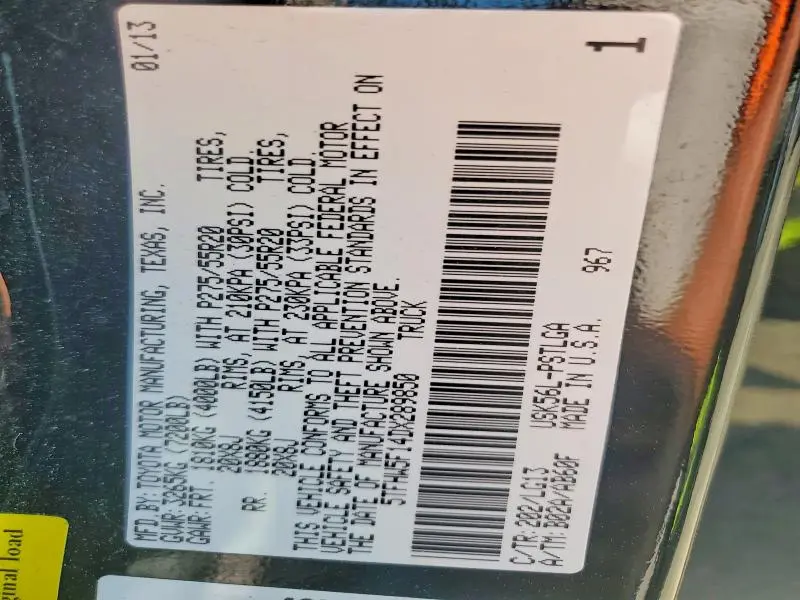 MFD.BY: TOYOTA MOTOR MANUFACTURING, TEXAS, INC. 01/13
GVWR: 3265KG (7200LB)
GAWR: FRT. 1810KG (4000LB) WITH P275/55R20 TIRES,
20X8J RIMS, AT 210KPA (30PSI) COLD.
RR. 1880KG (4150LB) WITH P275/55R20 TIRES,
20X8J RIMS, AT 230KPA (33PSI) COLD.
THIS VEHICLE CONFORMS TO ALL APPLICABLE FEDERAL MOTOR
VEHICLE SAFETY AND THEFT PREVENTION STANDARDS IN EFFECT ON
THE DATE OF MANUFACTURE SHOWN ABOVE.
TRUCK
C/TR: 202/LG13 USK56L-PSTLGA
A/TM: B02A/AB60F MADE IN U.S.A. 967
1
load